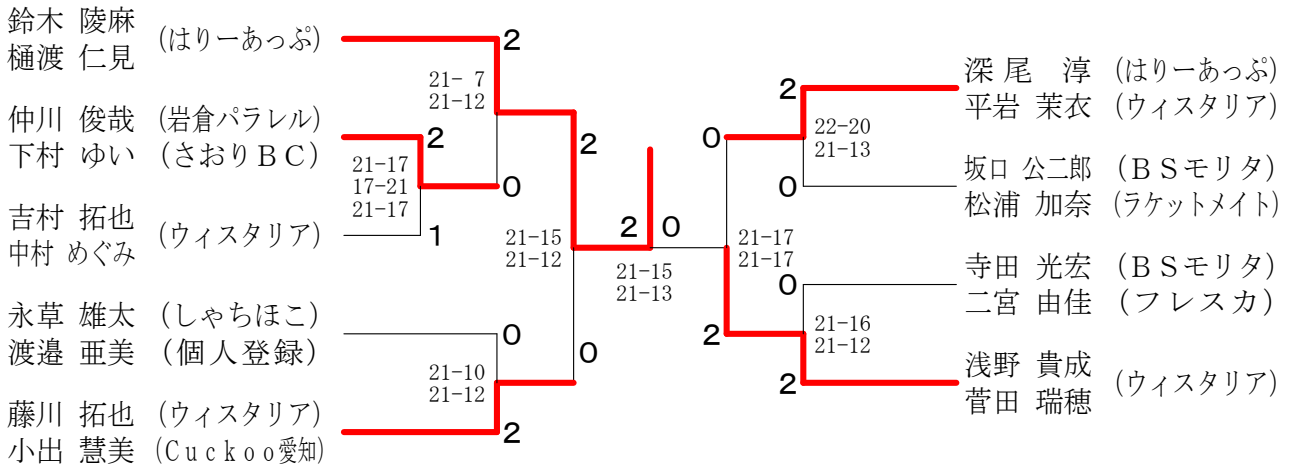 鈴木 陵麻
樋渡 仁見
(はりーあっぷ)
仲川 俊哉 (岩倉パラレル)
下村 ゆい (さおりBC)
吉村 拓也
中村 めぐみ
(ウィスタリア)
永草 雄太 (しゃちほこ)
渡邉 亜美 (個人登録)
藤川 拓也 (ウィスタリア)
小出 慧美 (Cuckoo愛知)
2
21- 7
21-12
2
21-17
17-21
21-17
1
0
2
21-15
21-12
0
21-10
21-12
2
0
2 0
21-15
21-13
0
21-17
21-17
2
2
22-20
21-13
0
0
21-16
21-12
2
深尾 淳 (はりーあっぷ)
平岩 茉衣 (ウィスタリア)
坂口 公二郎 (BSモリタ)
松浦 加奈 (ラケットメイト)
寺田 光宏 (BSモリタ)
二宮 由佳 (フレスカ)
浅野 貴成
菅田 瑞穂
(ウィスタリア)